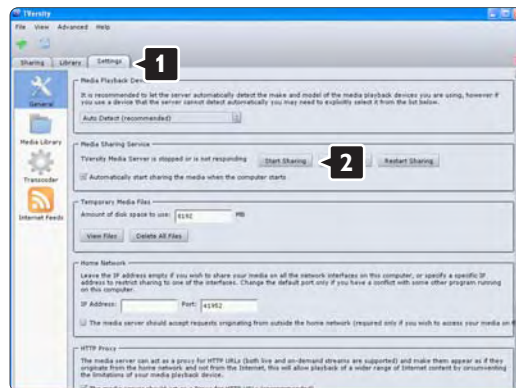 TVersity
File View Advanced Help
Sharing Library Settings
1
General
Media Library
Transcoder
Internet Feeds
Media Playback
It is recommended to let the server automatically detect the make and model of the media playback devices you are using, however if
you use a device that the server cannot detect automatically you may need to explicitly select it from the list below.
Auto Detect (recommended)
Media Sharing Service
TVersity Media Server is stopped or is not responding Start Sharing 2 Restart Sharing
Automatically start sharing the media when the computer starts
Temporary Media Files
Amount of disk space to use: 8192 MB
View Files Delete All Files
Home Network
Leave the IP address empty if you wish to share your media on all the network interfaces on this computer, or specify a specific IP
address to restrict sharing to one of the interfaces. Change the default port only if you have a conflict with some other program running
on this computer.
IP Address: Port: 41952
The media server should accept requests originating from outside the home network (required only if you wish to access your media on
HTTP Proxy
The media server can act as a proxy for HTTP URLs (both live and on-demand streams are supported) and make them appear as if they
originate from the home network and not from the Internet, this will allow playback of a wider range of Internet content by circumventing
the limitations of your media playback device.